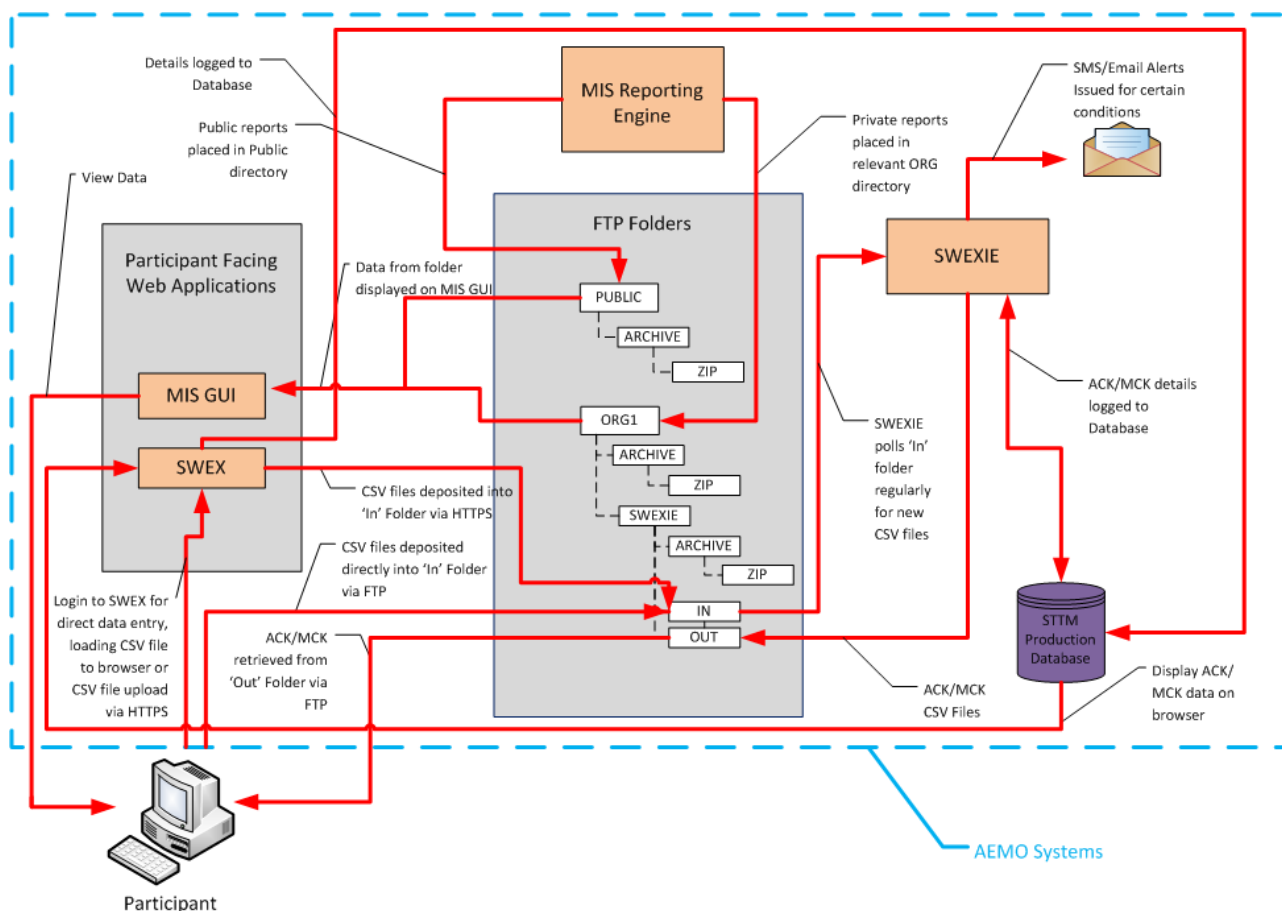 Details logged to
Database
MIS Reporting
Engine
SMS/Email Alerts
Issued for certain
conditions
Public reports
placed in Public
directory
Private reports
placed in
relevant ORG
directory
View Data
FTP Folders
Participant Facing
Web Applications
Data from folder
displayed on MIS GUI
SWEXIE
PUBLIC
ARCHIVE
ZIP
MIS GUI
ACK/MCK details
logged to
Database
ORG1
SWEXIE
polls ‘In’
folder
regularly
for new
CSV files
ARCHIVE
SWEX
ZIP
CSV files deposited into
‘In’ Folder via HTTPS
SWEXIE
ARCHIVE
CSV files deposited
directly into ‘In’ Folder
via FTP
ZIP
Login to SWEX for
direct data entry,
loading CSV file
to browser or
CSV file upload
via HTTPS
IN
OUT
STTM
Production
Database
ACK/MCK
retrieved from
‘Out’ Folder via
FTP
ACK/MCK
CSV Files
Display ACK/
MCK data on
browser
AEMO Systems
Participant